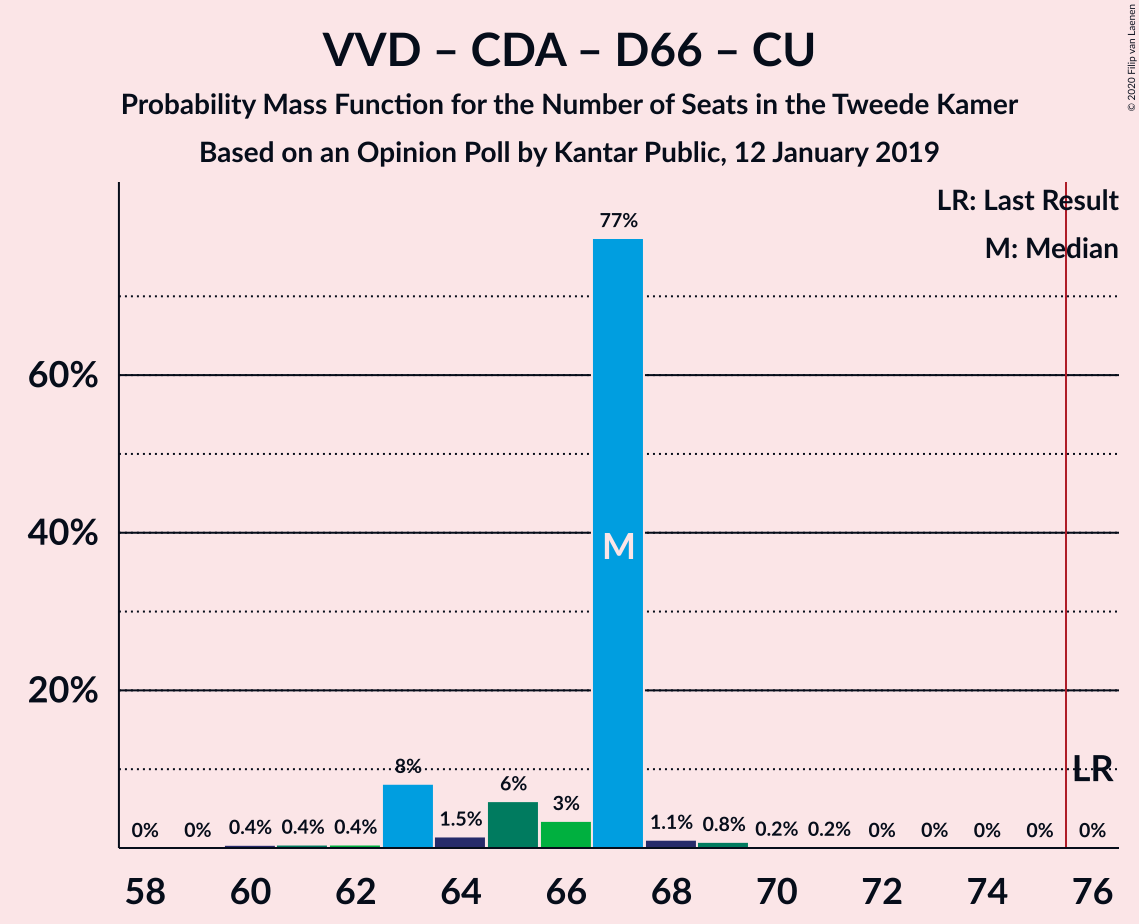 VVD – CDA – D66 – CU
Probability Mass Function for the Number of Seats in the Tweede Kamer
Based on an Opinion Poll by Kantar Public, 12 January 2019
© 2020 Filip van Laenen
LR: Last Result
M: Median
77%
60%
M
40%
20%
LR
8%
6%
3%
1.5%
1.1%
0.8%
0% 0% 0.4% 0.4% 0.4% 0.2% 0.2% 0% 0% 0% 0% 0%
58 60 62 64 66 68 70 72 74 76